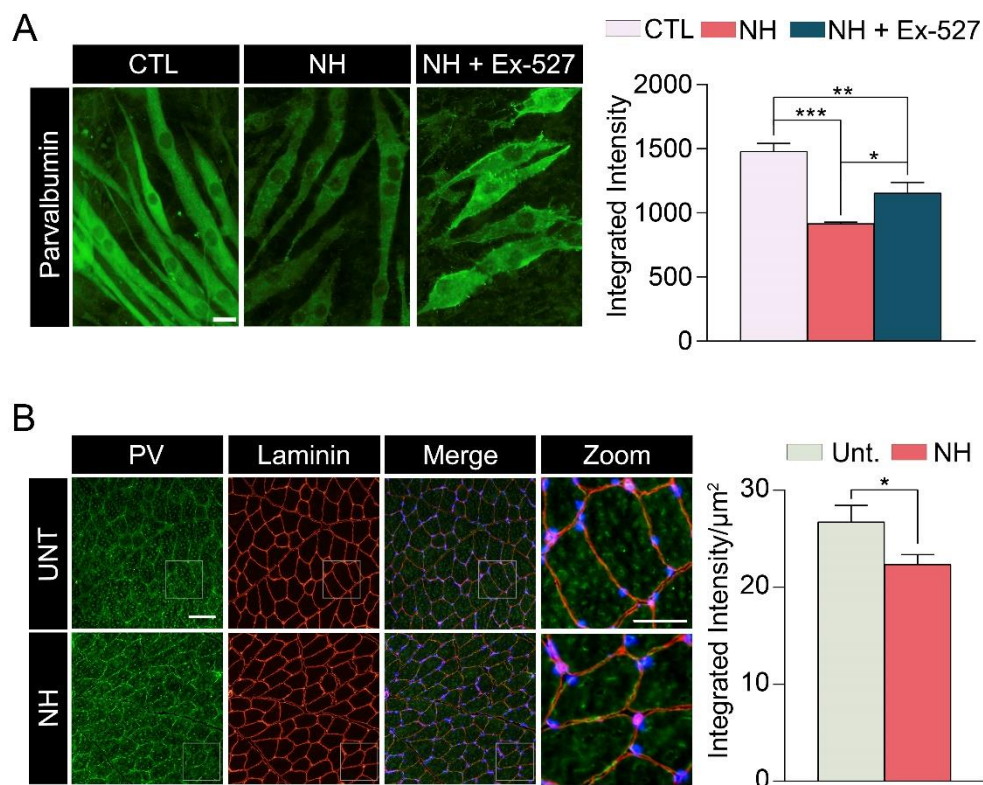 A
CTL NH NH + Ex-527
Parvalbumin
CTL NH NH + Ex-527
Integrated Intensity
2000
1500
1000
500
0
**
***
*
B
PV Laminin Merge Zoom
UNT
NH
Unt. NH
Integrated Intensity/µm²
30
20
10
0
*